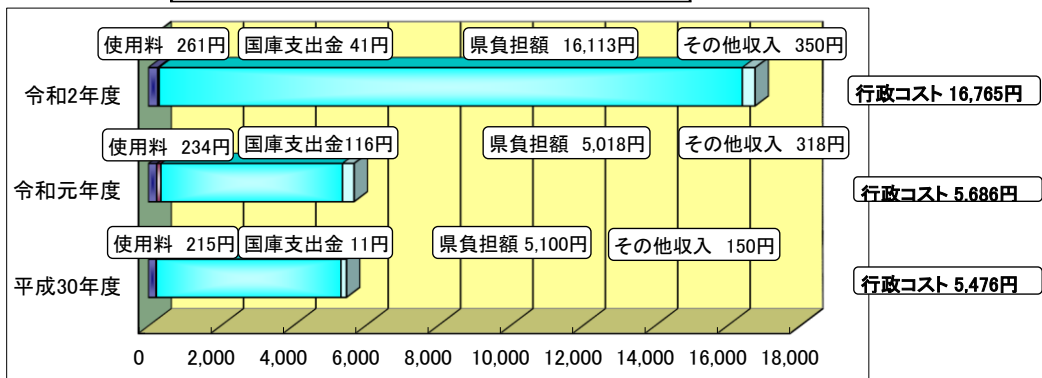 使用料 261円 国庫支出金 41円 県負担額 16,113円 その他収入 350円
令和2年度 行政コスト 16,765円
使用料 234円 国庫支出金116円 県負担額 5,018円 その他収入 318円
令和元年度 行政コスト 5,686円
使用料 215円 国庫支出金 11円 県負担額 5,100円 その他収入 150円
平成30年度 行政コスト 5,476円
0 2,000 4,000 6,000 8,000 10,000 12,000 14,000 16,000 18,000